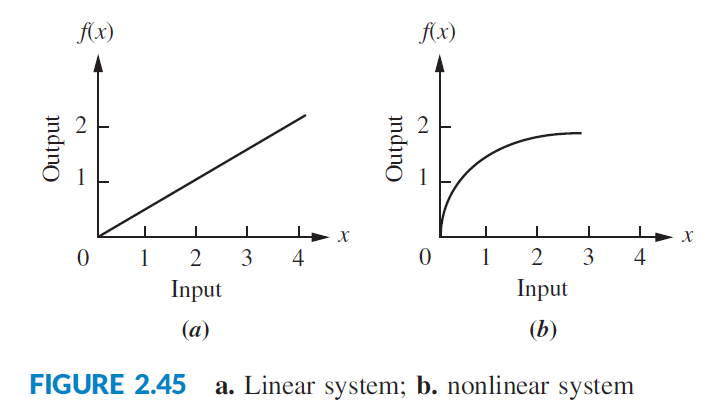 f(x)
Output
2
1
0
1 2 3 4
x
Input
(a)
f(x)
Output
2
1
0
1 2 3 4
x
Input
(b)
FIGURE 2.45 a. Linear system; b. nonlinear system